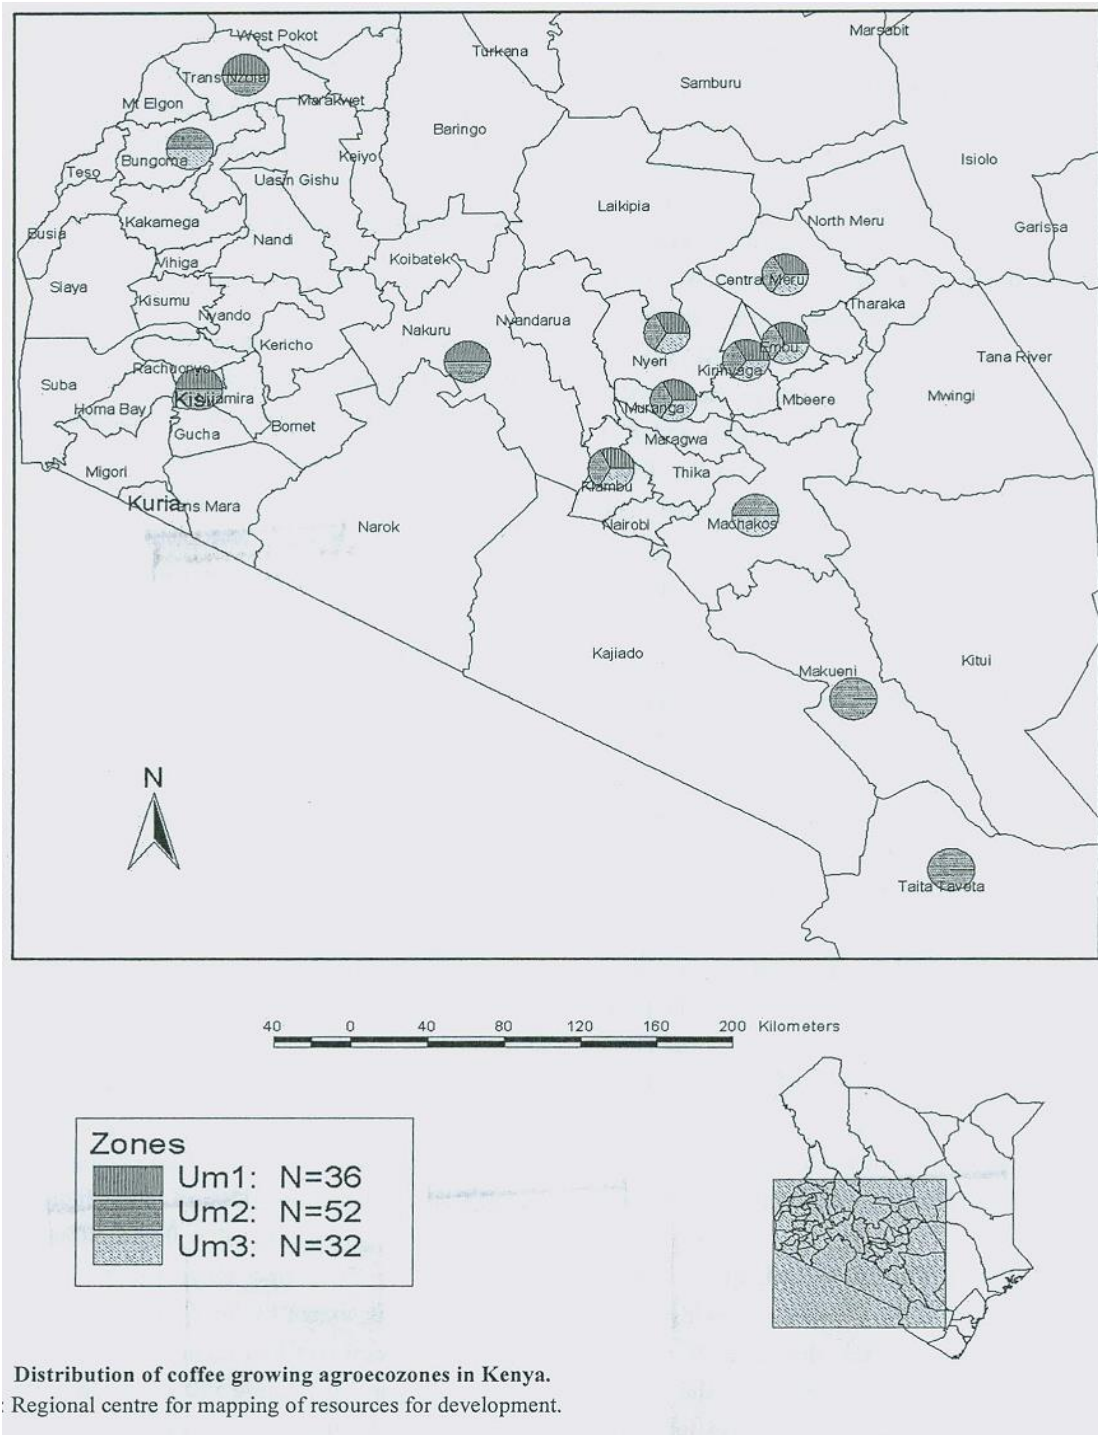 West Pokot
Turkana
Marsabit
Trans Nzoia
Samburu
Mt Elgon
Marakwet
Baringo
Bungoma
Keiyo
Isiolo
Teso
Uasin Gishu
Laikipia
Kakamega
North Meru
Garissa
Busia
Nandi
Vihiga
Koibatek
Central Meru
Siaya
Kisumu
Nyando
Tharaka
Nyandarua
Nakuru
Kericho
Embu
Nyeri
Tana River
Rachuonyo
Kirinyaga
Suba
Kisii
Nyamira
Mbeere
Mwingi
Homa Bay
Muranga
Gucha
Bomet
Maragwa
Migori
Thika
Kiambu
Kuria
ns Mara
Narok
Nairobi
Machakos
Kajiado
Kitui
Makueni
Taita Taveta
N
40 0 40 80 120 160 200 Kilometers
Zones
Um1: N=36
Um2: N=52
Um3: N=32
Distribution of coffee growing agroecozones in Kenya.
: Regional centre for mapping of resources for development.